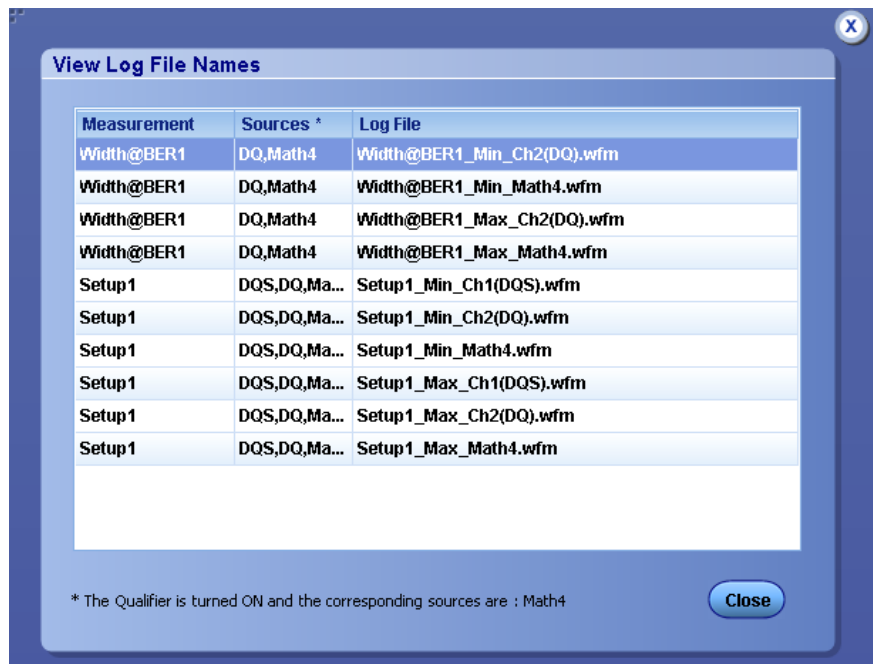 X
View Log File Names
Measurement Sources * Log File
Width@BER1 DQ,Math4 Width@BER1_Min_Ch2(DQ).wfm
Width@BER1 DQ,Math4 Width@BER1_Min_Math4.wfm
Width@BER1 DQ,Math4 Width@BER1_Max_Ch2(DQ).wfm
Width@BER1 DQ,Math4 Width@BER1_Max_Math4.wfm
Setup1 DQS,DQ,Ma... Setup1_Min_Ch1(DQS).wfm
Setup1 DQS,DQ,Ma... Setup1_Min_Ch2(DQ).wfm
Setup1 DQS,DQ,Ma... Setup1_Min_Math4.wfm
Setup1 DQS,DQ,Ma... Setup1_Max_Ch1(DQS).wfm
Setup1 DQS,DQ,Ma... Setup1_Max_Ch2(DQ).wfm
Setup1 DQS,DQ,Ma... Setup1_Max_Math4.wfm
* The Qualifier is turned ON and the corresponding sources are : Math4
Close